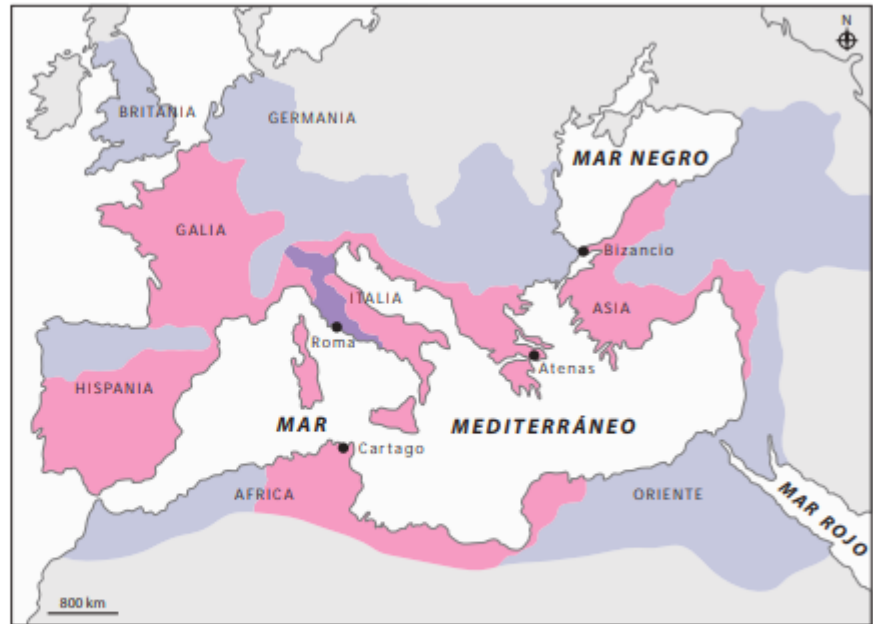 N
BRITANIA
GERMANIA
MAR NEGRO
GALIA
Bizancio
ITALIA
ASIA
Roma
Atenas
HISPANIA
MAR
MEDITERRÁNEO
Cartago
AFRICA
ORIENTE
MAR ROJO
800 km